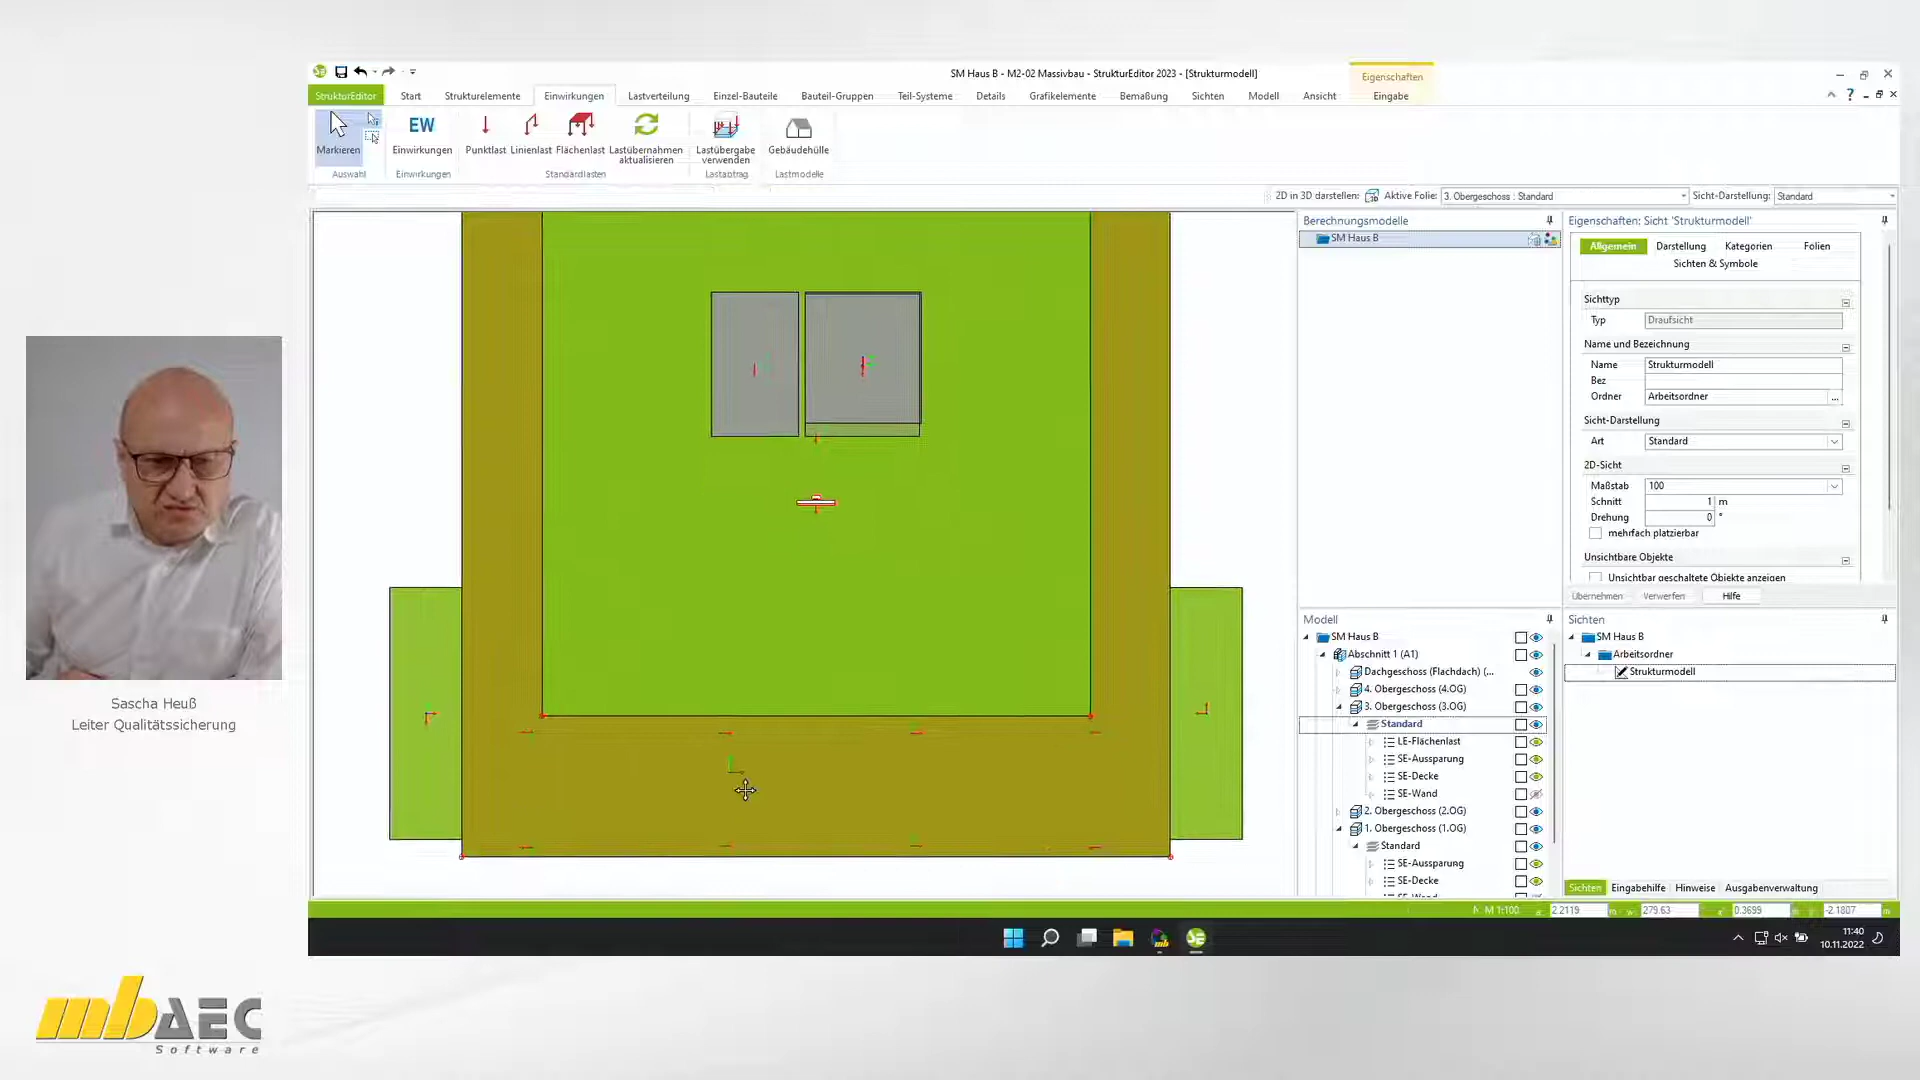 SM Haus B - M2-02 Massivbau - StrukturEditor 2023 - [Strukturmodell]
Eigenschaften
StrukturEditor Start Strukturelemente Einwirkungen Lastverteilung Einzel-Bauteile Bauteil-Gruppen Teil-Systeme Details Grafikelemente Bemaßung Sichten Modell Ansicht Eingabe
EW
Markieren Einwirkungen Punktlast Linienlast Flächenlast Lastübernahmen aktualisieren Lastübergabe verwenden Gebäudehülle
Auswahl Einwirkungen Standardlasten Lastabtrag Lastmodelle
2D in 3D darstellen: Aktive Folie: 3. Obergeschoss : Standard Sicht-Darstellung: Standard
Berechnungsmodelle
SM Haus B
Eigenschaften: Sicht 'Strukturmodell'
Allgemein Darstellung Kategorien Folien
Sichten & Symbole
Sichttyp
Typ Draufsicht
Name und Bezeichnung
Name Strukturmodell
Bez
Ordner Arbeitsordner ...
Sicht-Darstellung
Art Standard
2D-Sicht
Maßstab 100
Schnitt 1 m
Drehung 0 °
mehrfach platzierbar
Unsichtbare Objekte
Unsichtbar geschaltete Objekte anzeigen
Übernehmen Verwerfen Hilfe
Modell
SM Haus B
Abschnitt 1 (A1)
Dachgeschoss (Flachdach) (...
4. Obergeschoss (4.OG)
3. Obergeschoss (3.OG)
Standard
LE-Flächenlast
SE-Aussparung
SE-Decke
SE-Wand
2. Obergeschoss (2.OG)
1. Obergeschoss (1.OG)
Standard
SE-Aussparung
SE-Decke
Sichten
SM Haus B
Arbeitsordner
Strukturmodell
Sichten Eingabehilfe Hinweise Ausgabenverwaltung
M 1:100 2.2119 279.63 0.3699 -2.1807
11:40
10.11.2022
Sascha Heuß
Leiter Qualitätssicherung
mb AEC
Software